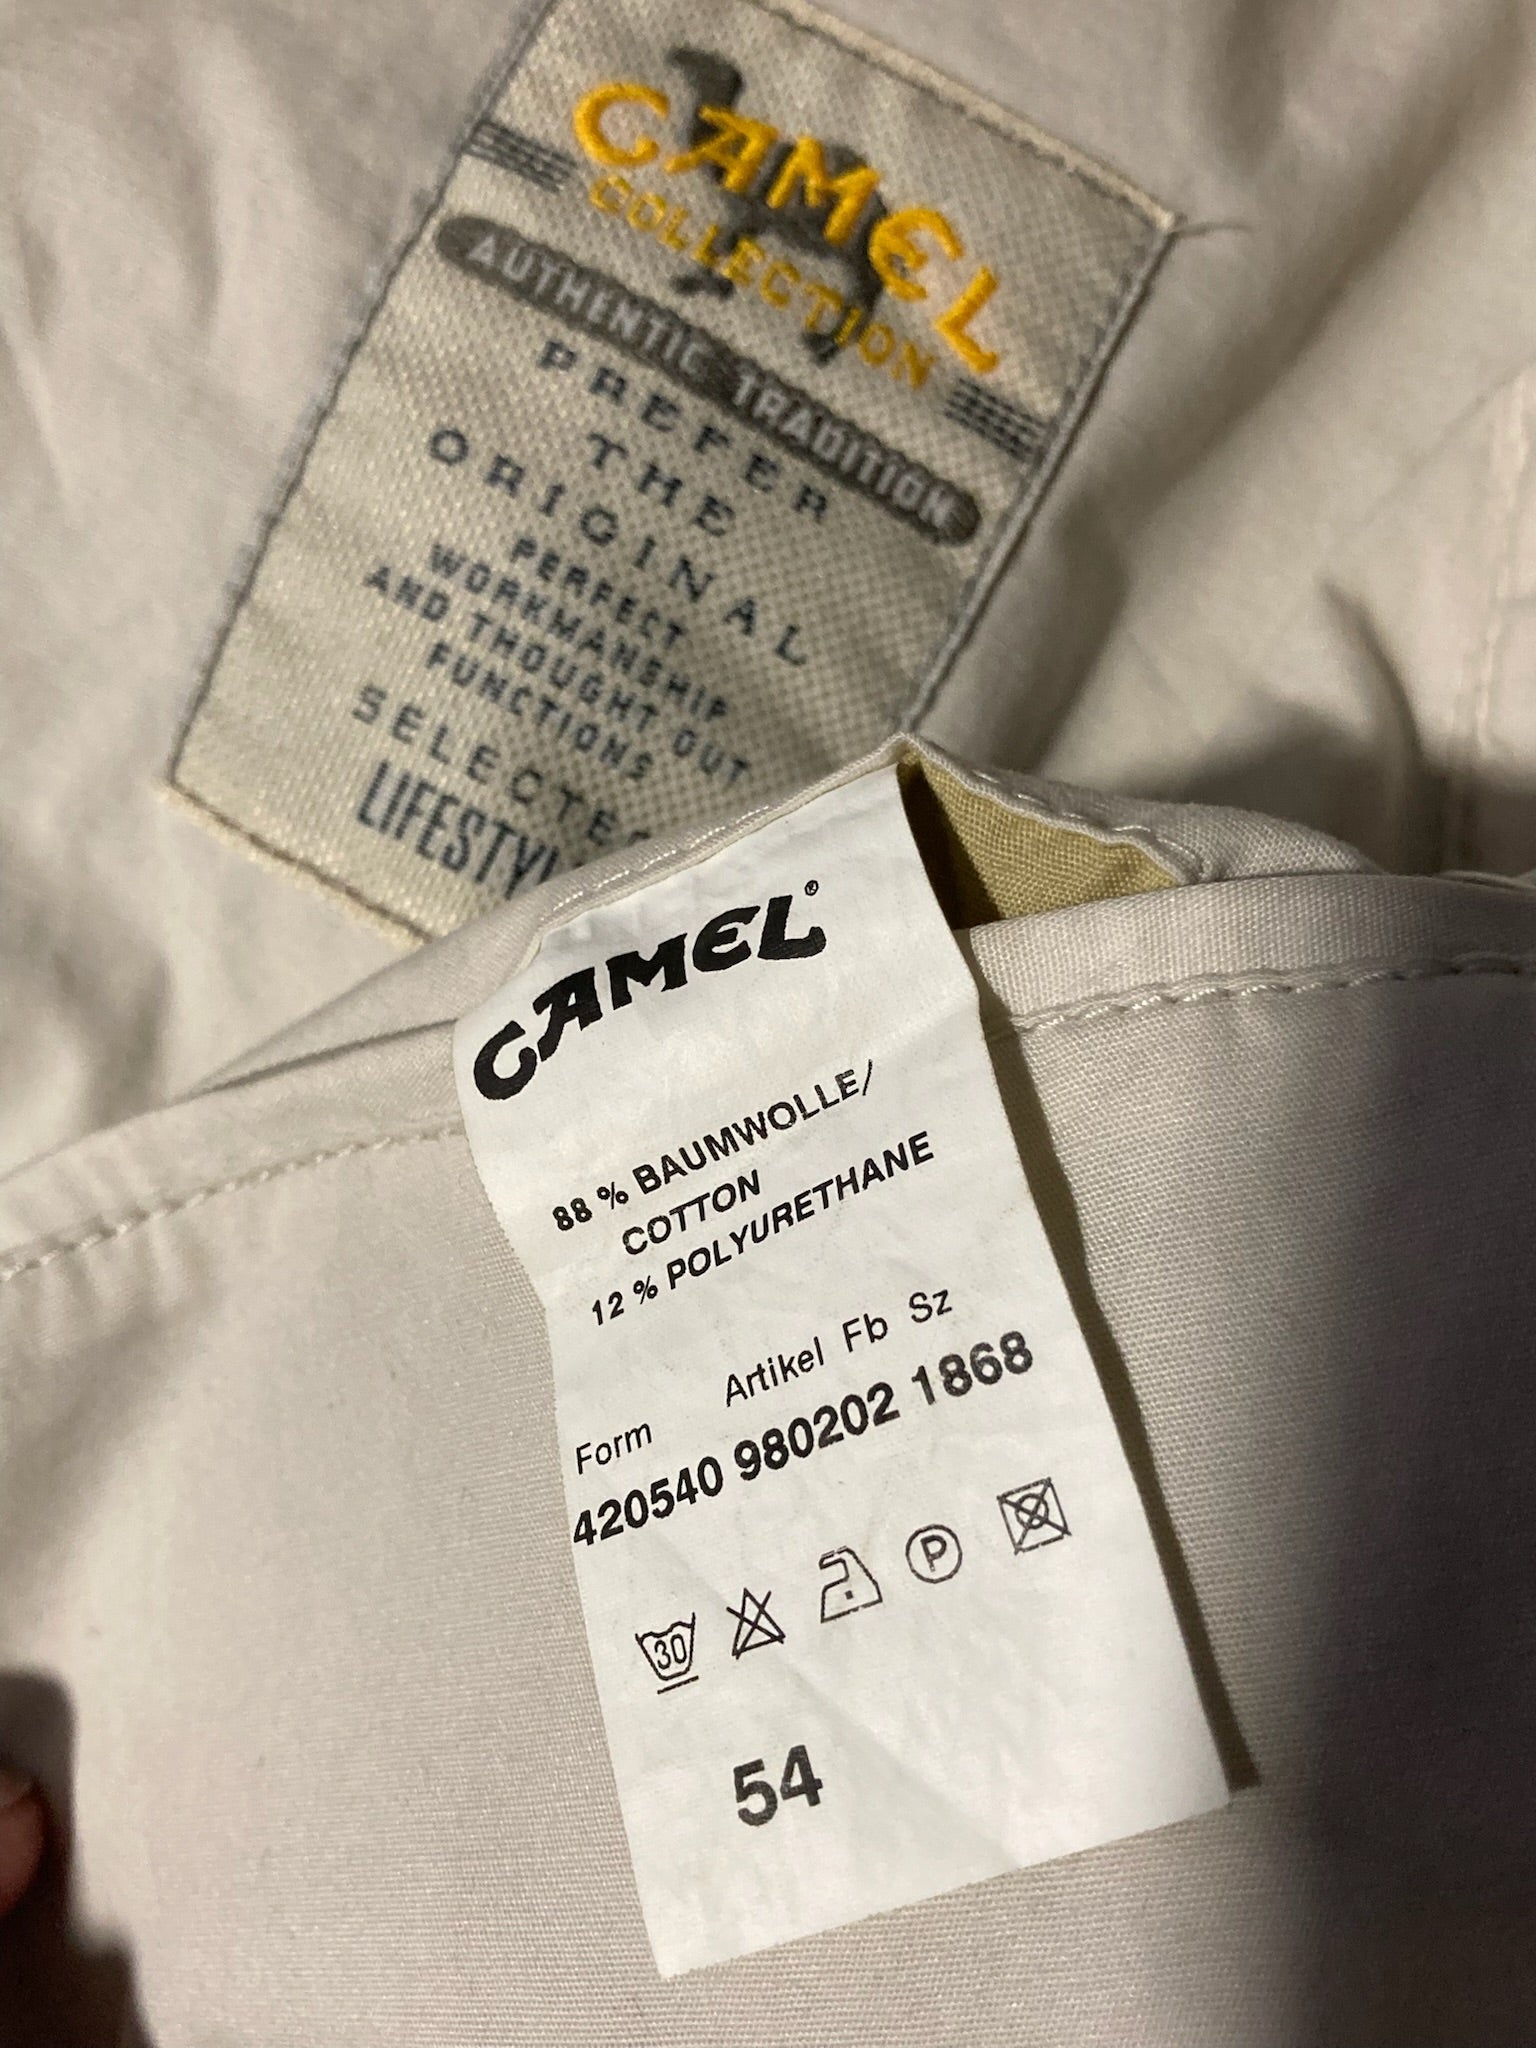 CAMEL
COLLECTION
AUTHENTIC TRADITION
PREFER
THE
ORIGINAL
PERFECT
WORKMANSHIP
AND THOUGHT OUT
FUNCTIONS
LIFESTYL
CAMEL®
88 % BAUMWOLLE/
COTTON
12 % POLYURETHANE
Form Artikel Fb Sz
420540 980202 1868
30
P
54